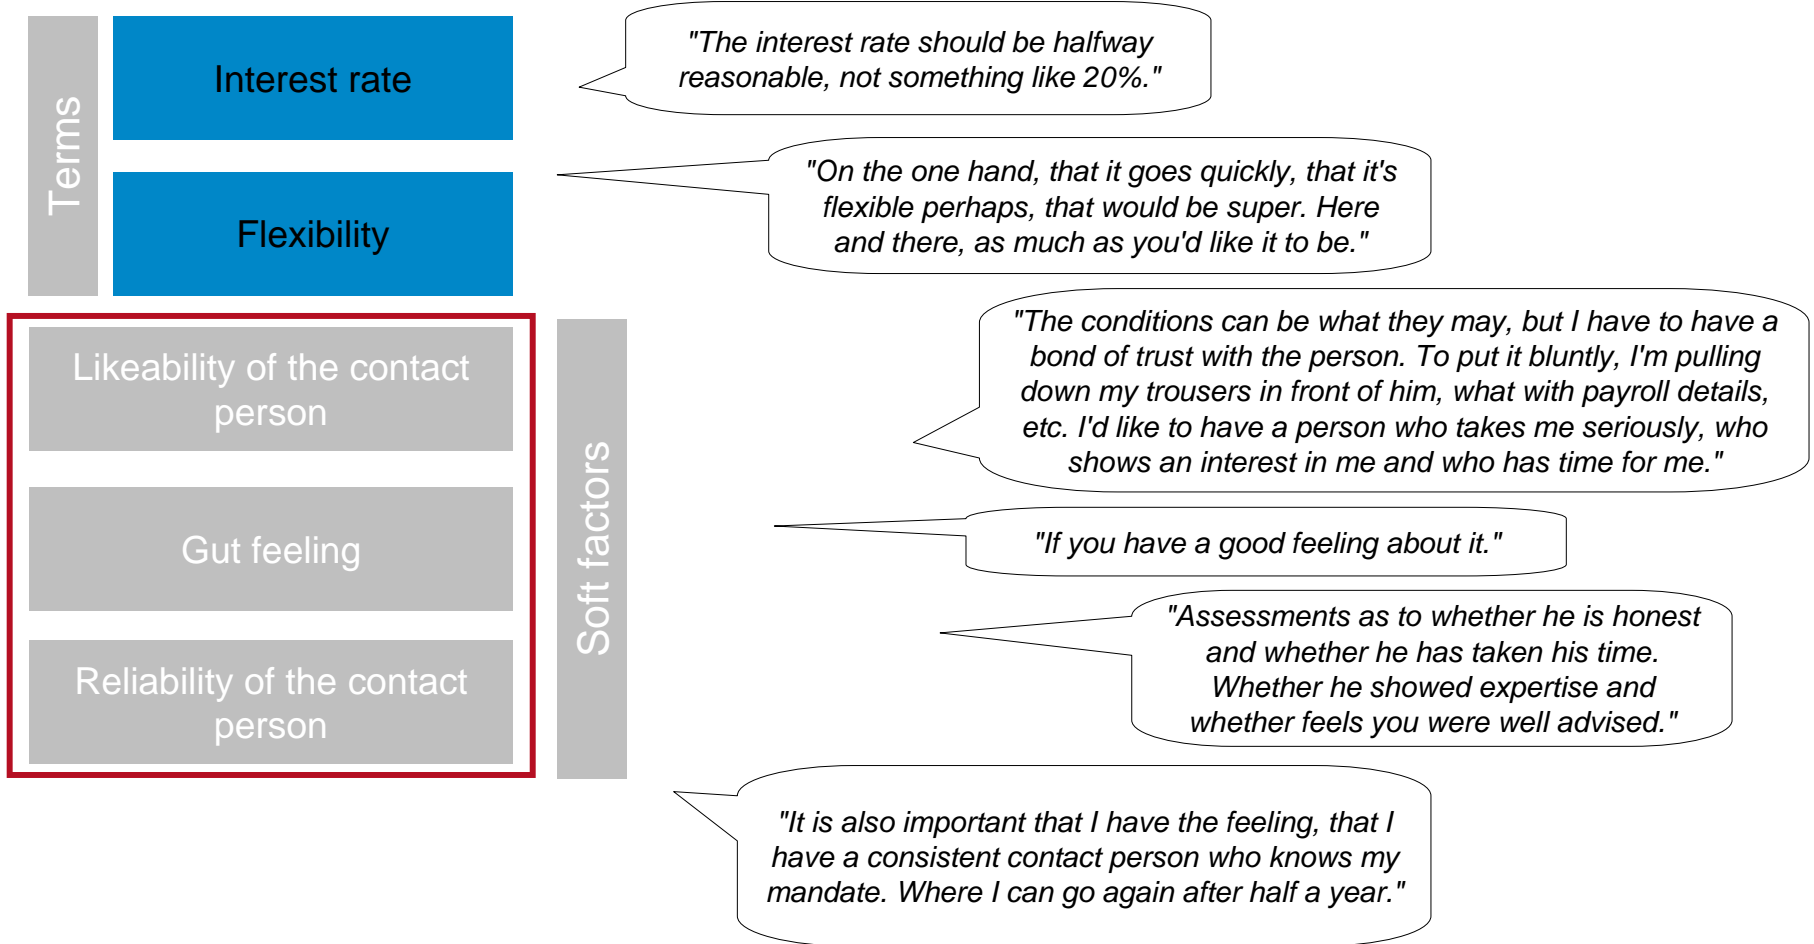 Terms
Interest rate
"The interest rate should be halfway
reasonable, not something like 20%."
Flexibility
"On the one hand, that it goes quickly, that it's
flexible perhaps, that would be super. Here
and there, as much as you'd like it to be."
Soft factors
Likeability of the contact
person
"The conditions can be what they may, but I have to have a
bond of trust with the person. To put it bluntly, I'm pulling
down my trousers in front of him, what with payroll details,
etc. I'd like to have a person who takes me seriously, who
shows an interest in me and who has time for me."
Gut feeling
"If you have a good feeling about it."
Reliability of the contact
person
"Assessments as to whether he is honest
and whether he has taken his time.
Whether he showed expertise and
whether feels you were well advised."
"It is also important that I have the feeling, that I
have a consistent contact person who knows my
mandate. Where I can go again after half a year."